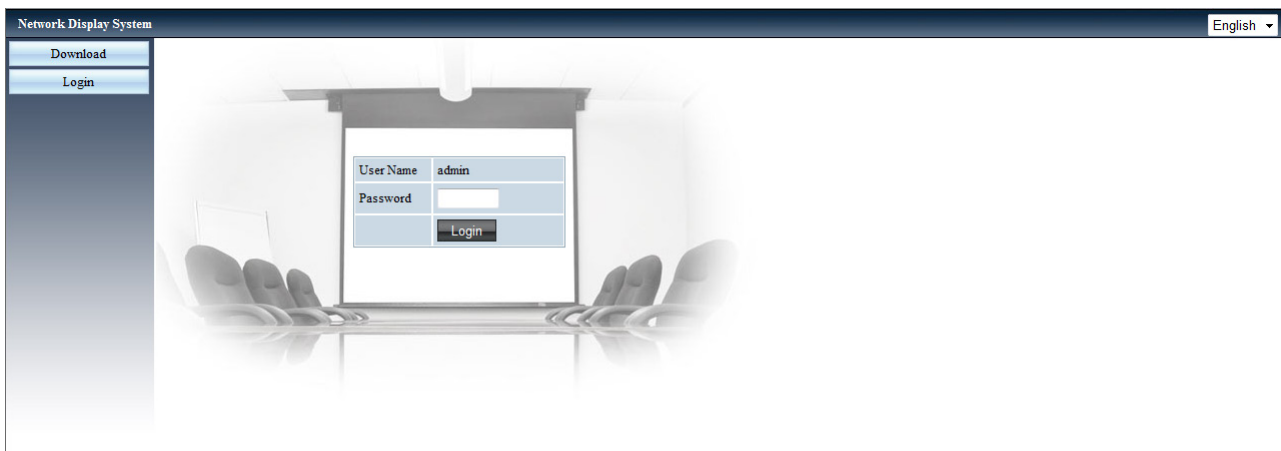 Network Display System
English
Download
Login
User Name admin
Password
Login